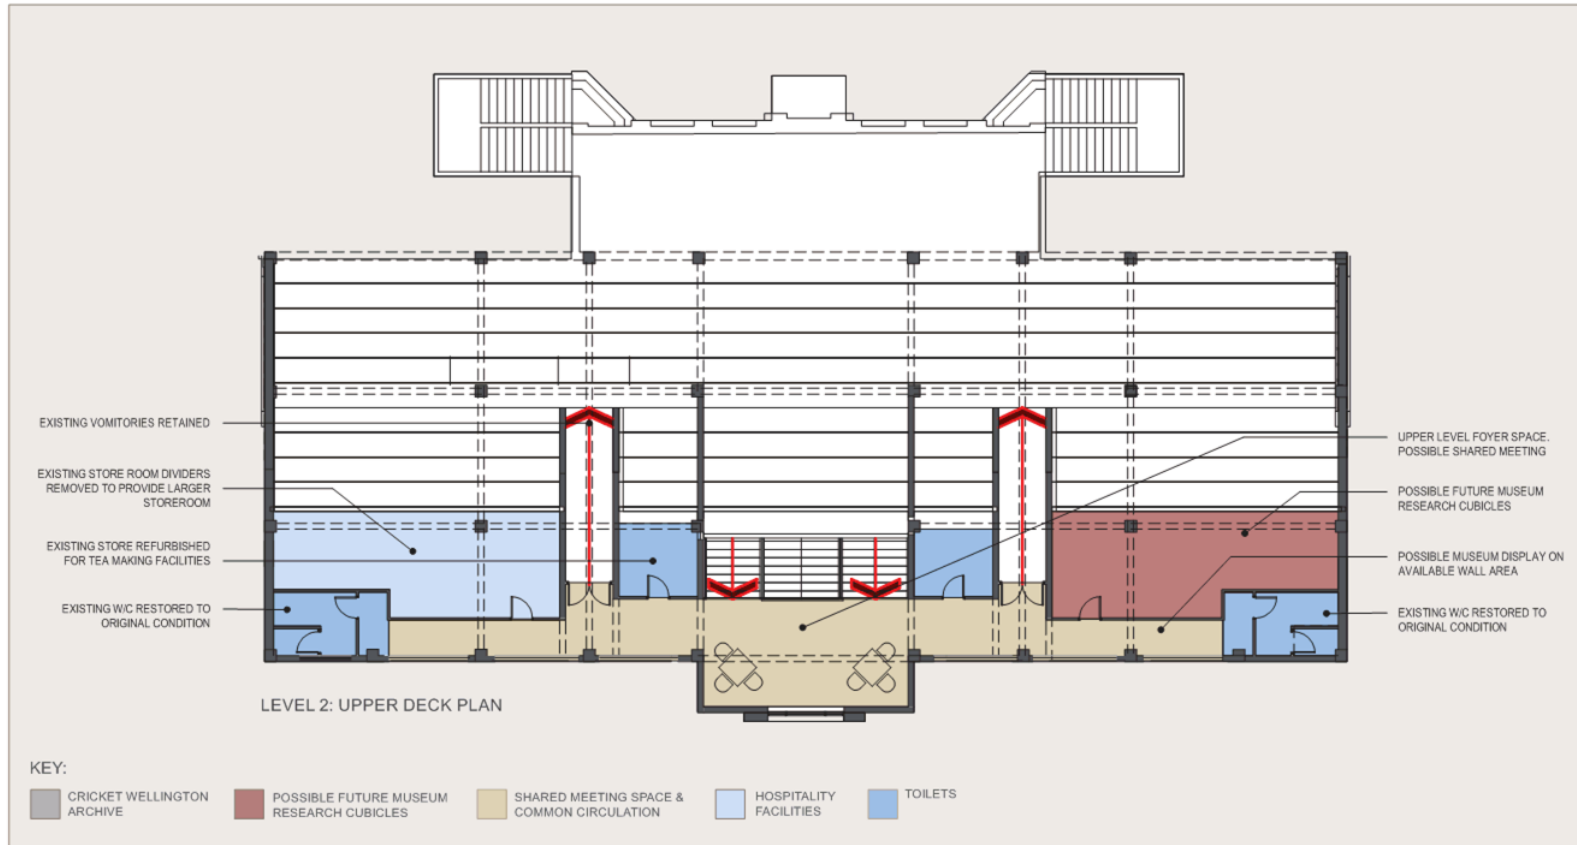 EXISTING VOMITORIES RETAINED
EXISTING STORE ROOM DIVIDERS
REMOVED TO PROVIDE LARGER
STOREROOM
EXISTING STORE REFURBISHED
FOR TEA MAKING FACILITIES
EXISTING W/C RESTORED TO
ORIGINAL CONDITION
UPPER LEVEL FOYER SPACE.
POSSIBLE SHARED MEETING
POSSIBLE FUTURE MUSEUM
RESEARCH CUBICLES
POSSIBLE MUSEUM DISPLAY ON
AVAILABLE WALL AREA
EXISTING W/C RESTORED TO
ORIGINAL CONDITION
LEVEL 2: UPPER DECK PLAN
KEY:
CRICKET WELLINGTON
ARCHIVE
POSSIBLE FUTURE MUSEUM
RESEARCH CUBICLES
SHARED MEETING SPACE &
COMMON CIRCULATION
HOSPITALITY
FACILITIES
TOILETS